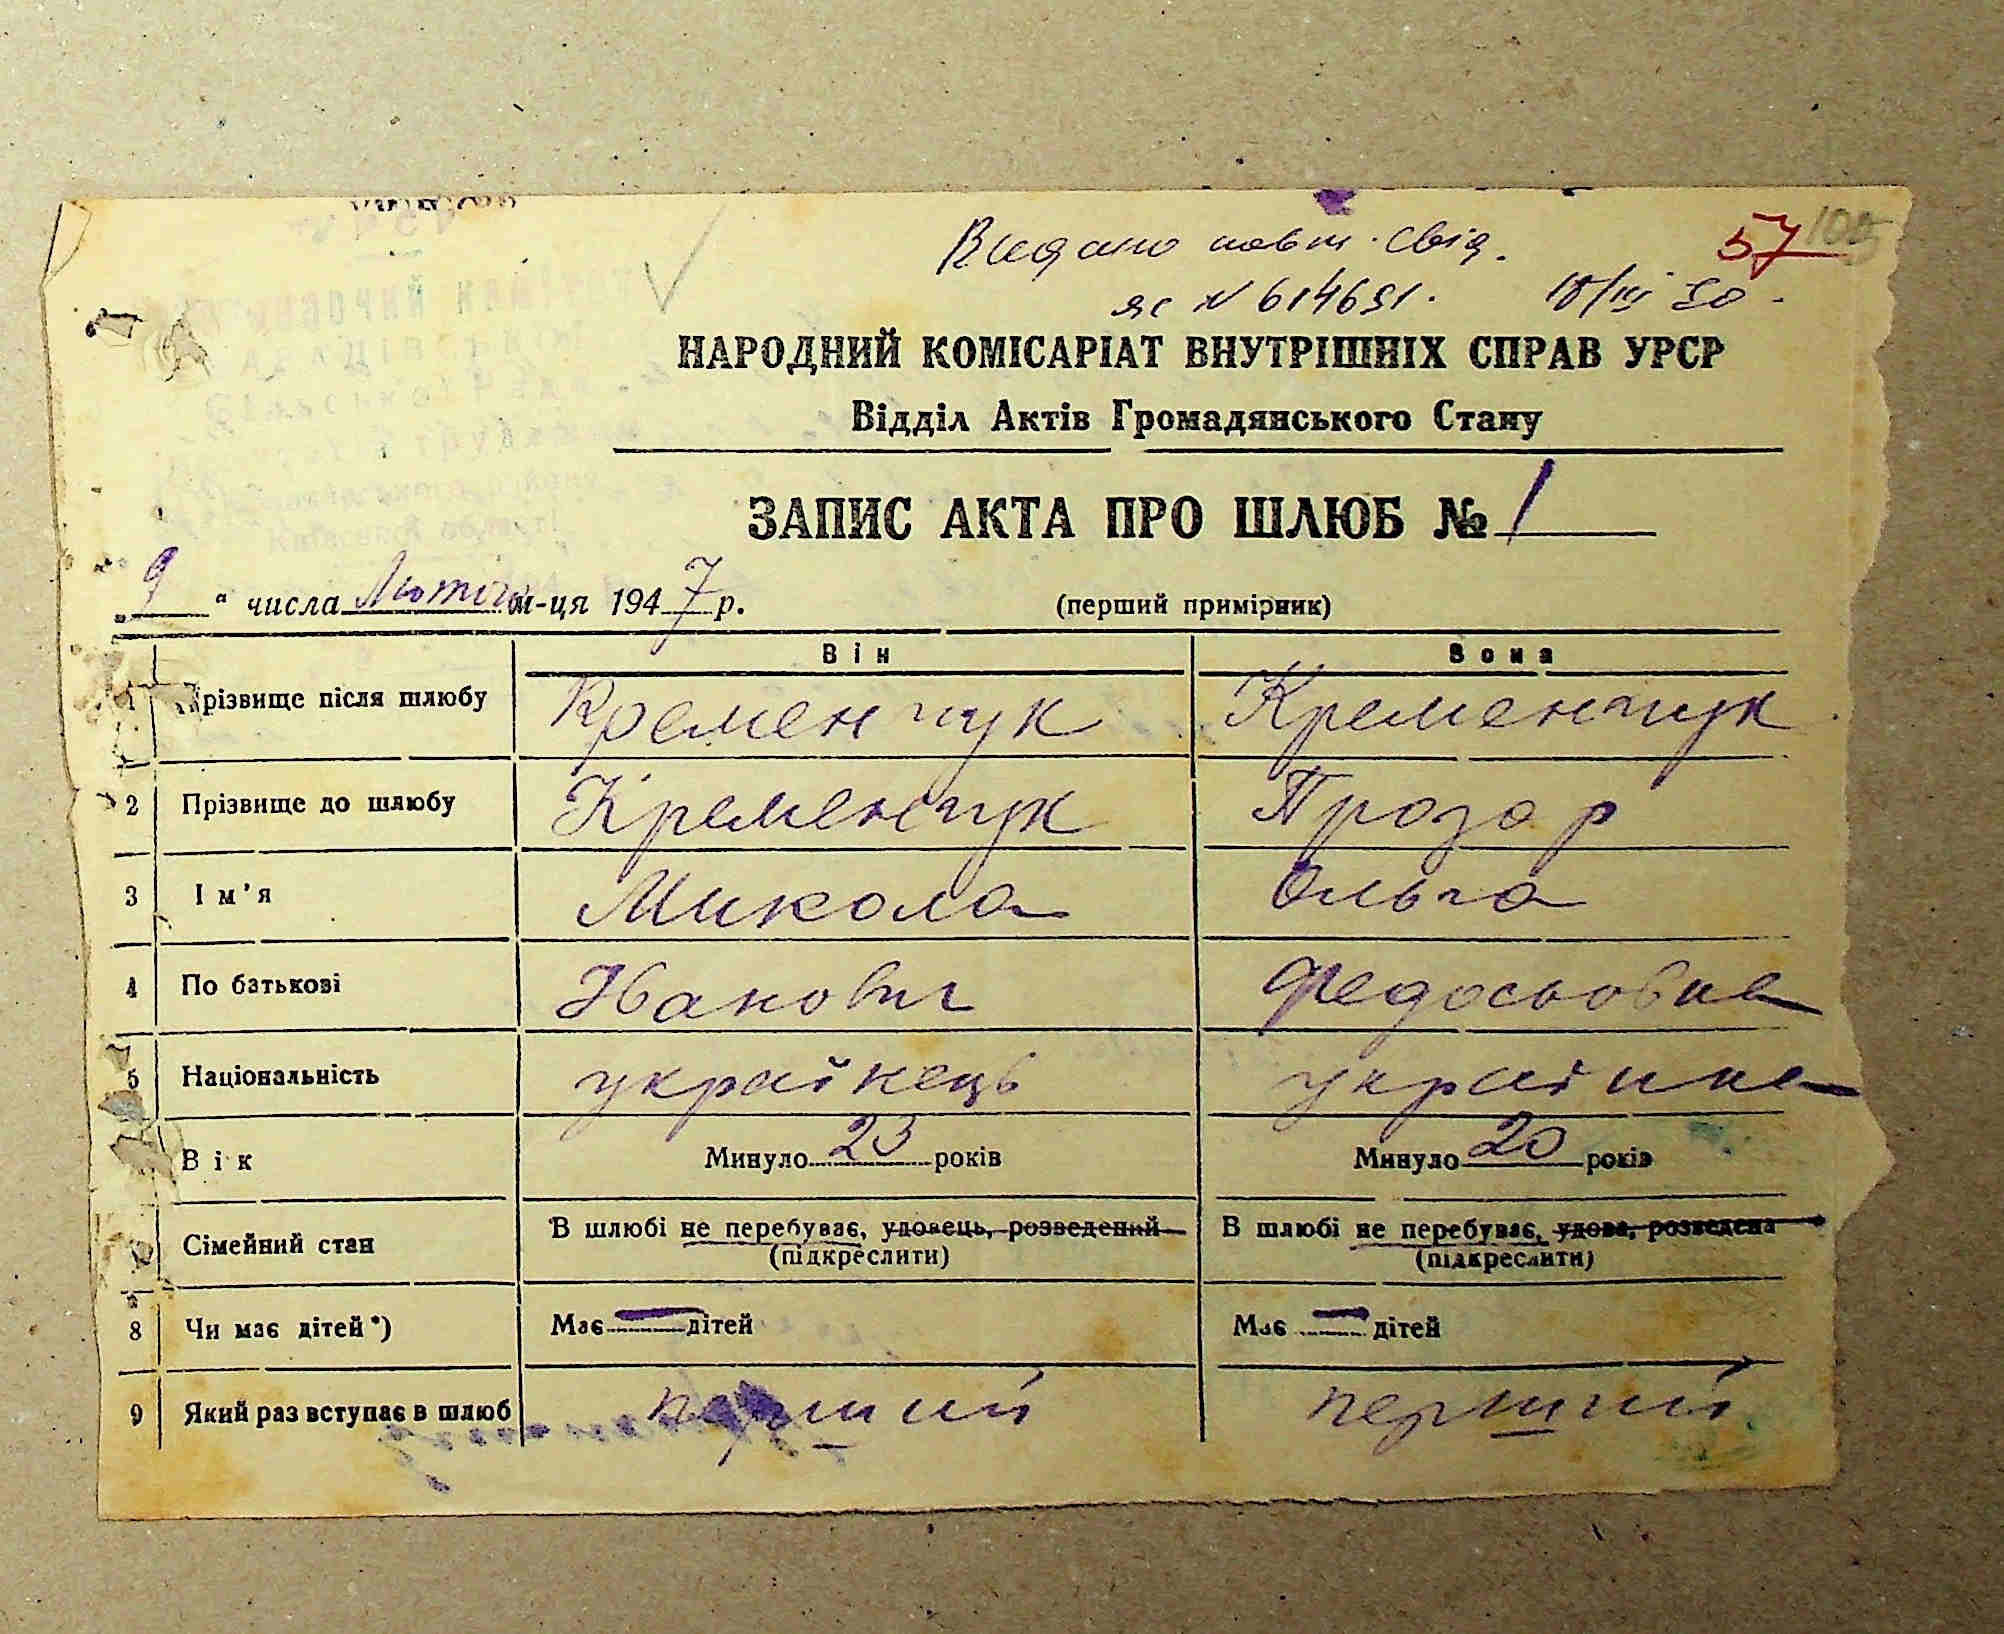 57 105
Видано повт. свід.
яс № 614691. 18/III 50
НАРОДНИЙ КОМІСАРІАТ ВНУТРІШНІХ СПРАВ УРСР
Відділ Актів Громадянського Стану
ЗАПИС АКТА ПРО ШЛЮБ № 1
„9“ числа Лютого м-ця 1947 р. (перший примірник)
Він Вона
1 Прізвище після шлюбу Кременчук Кременчук
2 Прізвище до шлюбу Кременчук Прозор
3 Ім'я Микола Ольга
4 По батькові Іванович Федосьовна
5 Національність українець українка
Вік Минуло 23 років Минуло 20 років
Сімейний стан В шлюбі не перебуває, удовець, розведений В шлюбі не перебуває, удова, розведена
(підкреслити) (підкреслити)
8 Чи має дітей*) Має — дітей Має — дітей
9 Який раз вступає в шлюб перший перший